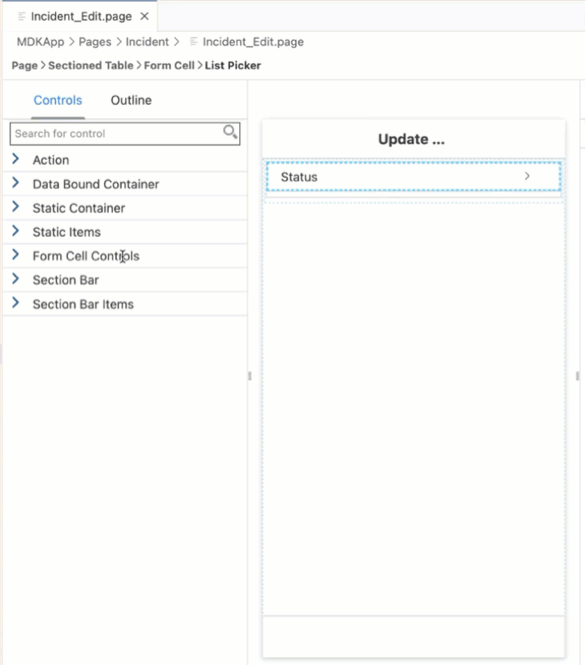 Incident_Edit.page ×
MDKApp > Pages > Incident > Incident_Edit.page
Page > Sectioned Table > Form Cell > List Picker
Controls Outline
Search for control
Update ...
Action
Status
Data Bound Container
Static Container
Static Items
Form Cell Controls
Section Bar
Section Bar Items